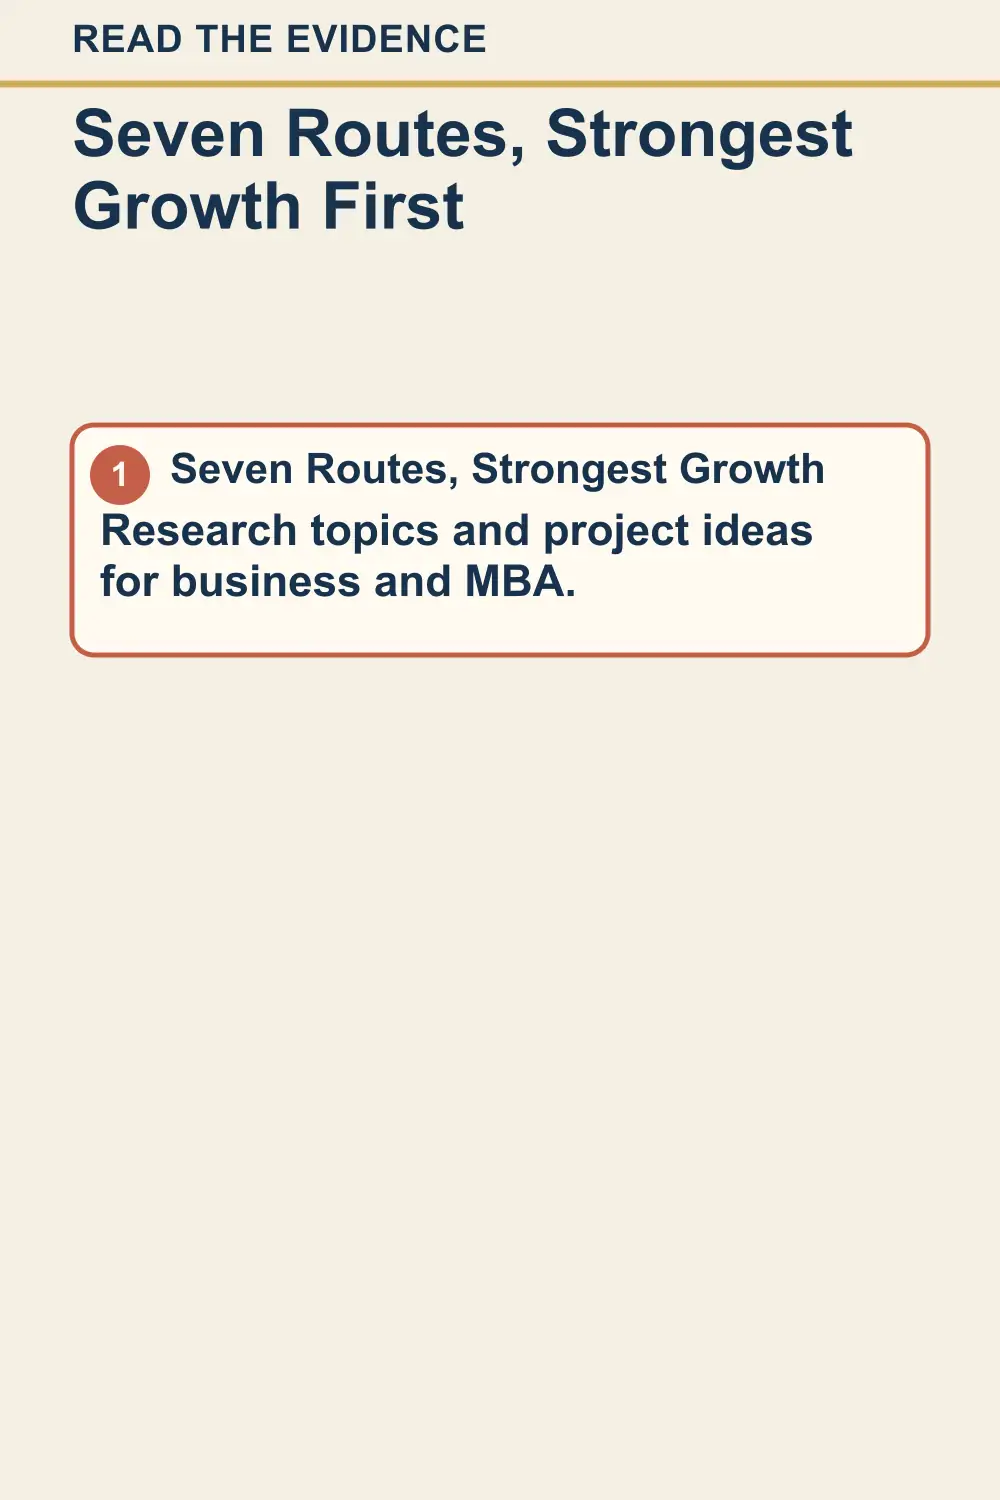 READ THE EVIDENCE
Seven Routes, Strongest
Growth First
1 Seven Routes, Strongest Growth
Research topics and project ideas
for business and MBA.